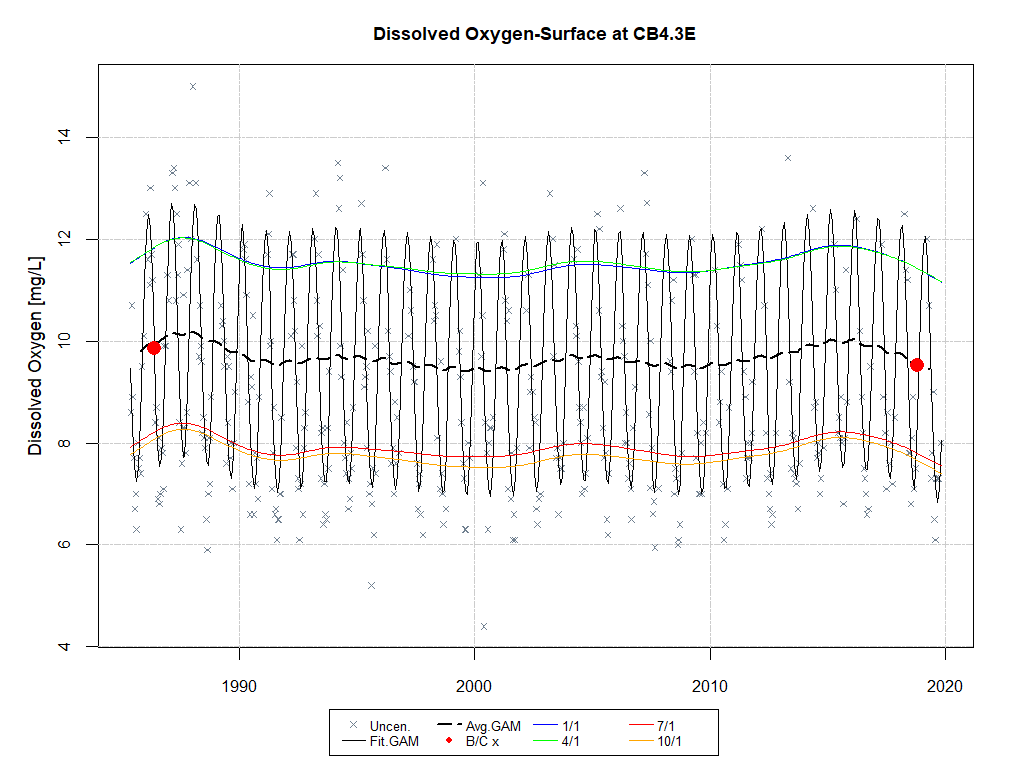 Dissolved Oxygen-Surface at CB4.3E
Dissolved Oxygen [mg/L]
14
12
10
8
6
4
1990 2000 2010 2020
Uncen. Avg.GAM 1/1 7/1
Fit.GAM B/C x 4/1 10/1